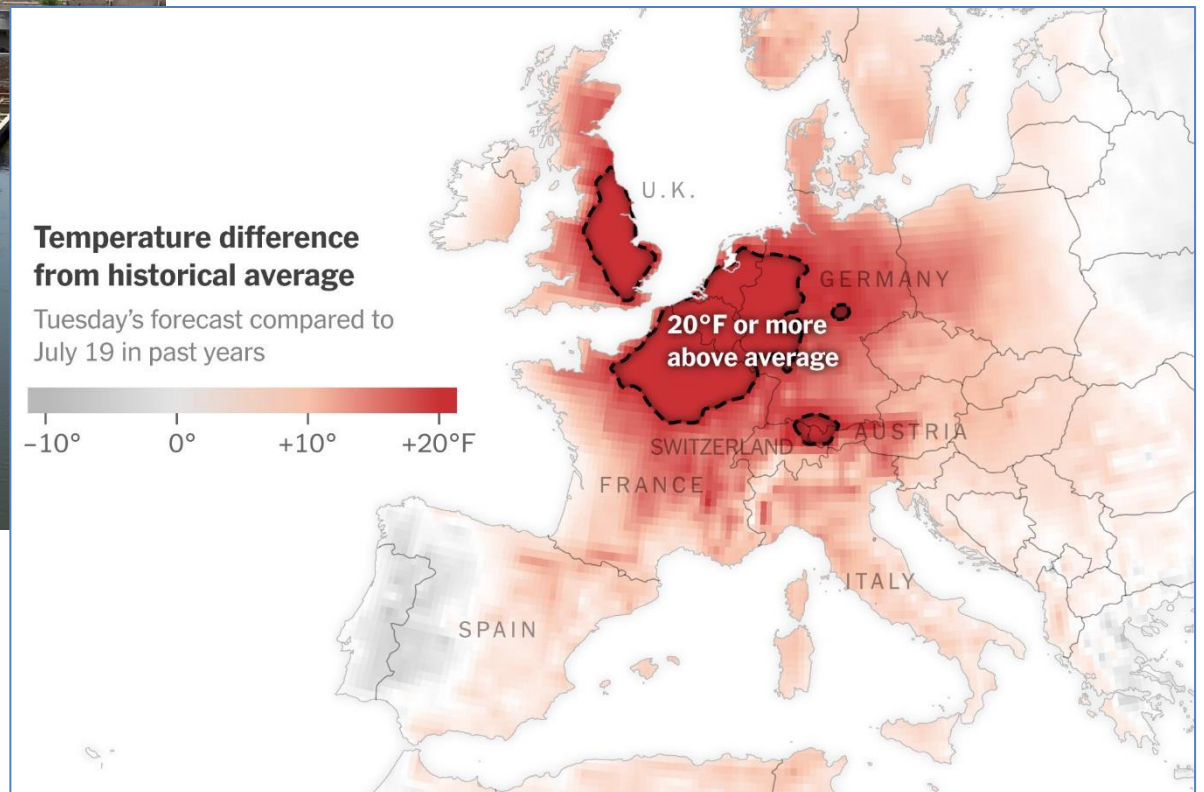 Temperature difference
from historical average
Tuesday's forecast compared to
July 19 in past years
−10°
0°
+10°
+20°F
U.K.
GERMANY
20°F or more
above average
SWITZERLAND
AUSTRIA
FRANCE
ITALY
SPAIN